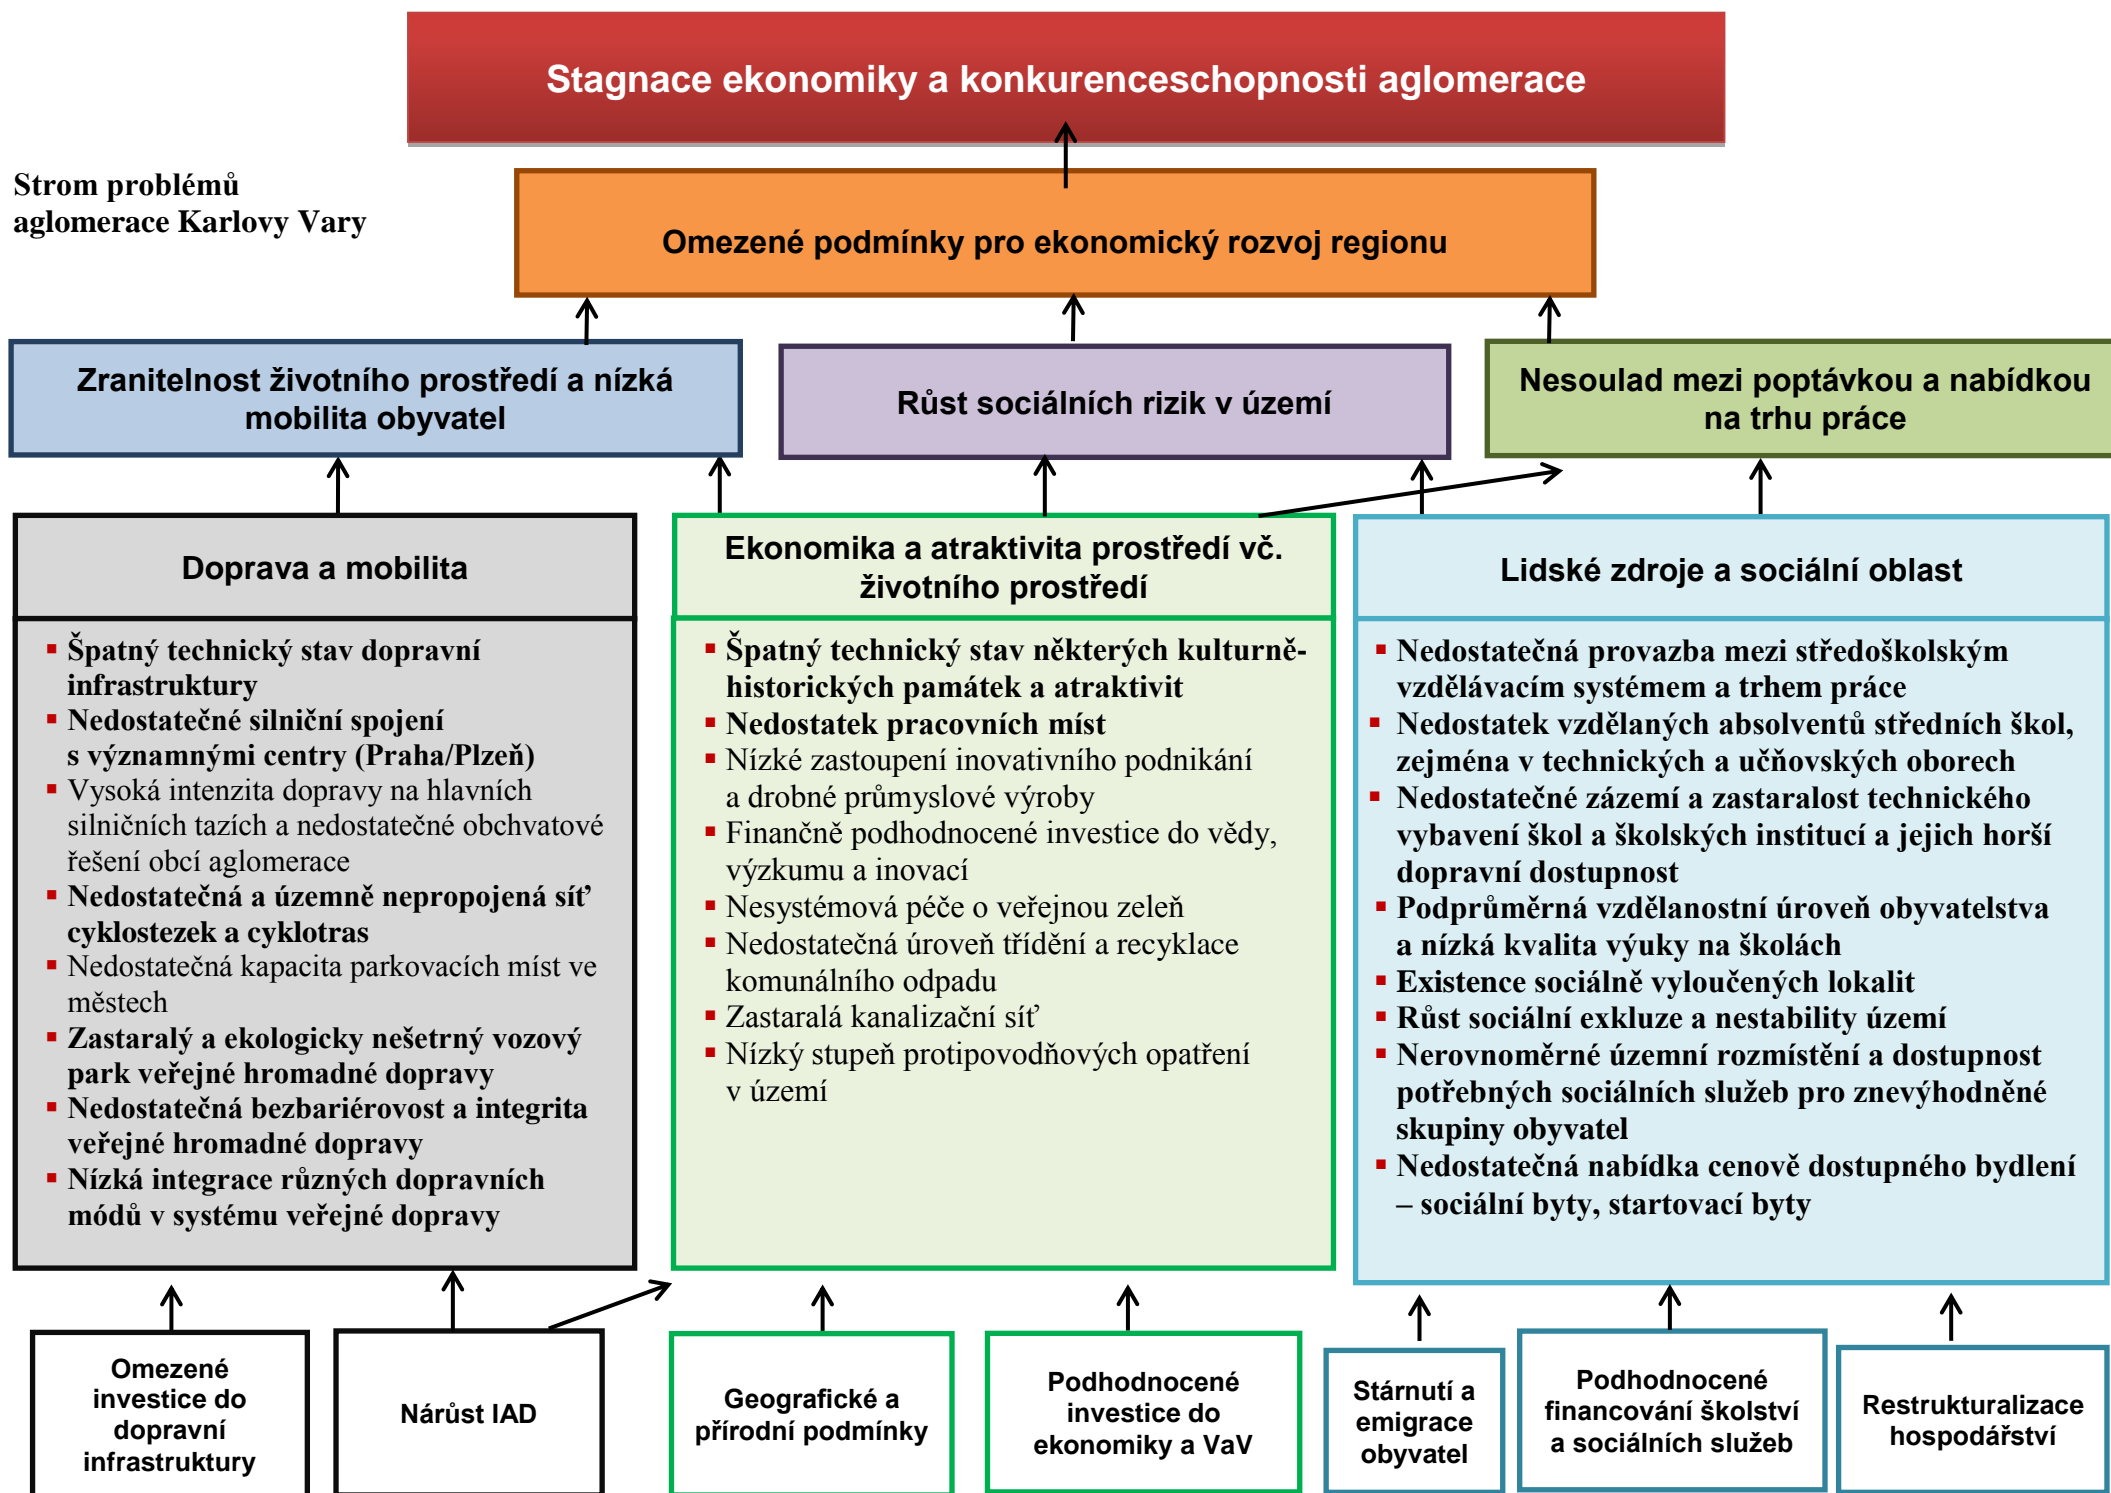 Stagnace ekonomiky a konkurenceschopnosti aglomerace
Strom problémů
aglomerace Karlovy Vary
Omezené podmínky pro ekonomický rozvoj regionu
Zranitelnost životního prostředí a nízká
mobilita obyvatel
Růst sociálních rizik v území
Nesoulad mezi poptávkou a nabídkou
na trhu práce
Doprava a mobilita
▪ Špatný technický stav dopravní
infrastruktury
▪ Nedostatečné silniční spojení
s významnými centry (Praha/Plzeň)
▪ Vysoká intenzita dopravy na hlavních
silničních tazích a nedostatečné obchvatové
řešení obcí aglomerace
▪ Nedostatečná a územně nepropojená síť
cyklostezek a cyklotras
▪ Nedostatečná kapacita parkovacích míst ve
městech
▪ Zastaralý a ekologicky nešetrný vozový
park veřejné hromadné dopravy
▪ Nedostatečná bezbariérovost a integrita
veřejné hromadné dopravy
▪ Nízká integrace různých dopravních
módů v systému veřejné dopravy
Ekonomika a atraktivita prostředí vč.
životního prostředí
▪ Špatný technický stav některých kulturně-
historických památek a atraktivit
▪ Nedostatek pracovních míst
▪ Nízké zastoupení inovativního podnikání
a drobné průmyslové výroby
▪ Finančně podhodnocené investice do vědy,
výzkumu a inovací
▪ Nesystémová péče o veřejnou zeleň
▪ Nedostatečná úroveň třídění a recyklace
komunálního odpadu
▪ Zastaralá kanalizační síť
▪ Nízký stupeň protipovodňových opatření
v území
Lidské zdroje a sociální oblast
▪ Nedostatečná provazba mezi středoškolským
vzdělávacím systémem a trhem práce
▪ Nedostatek vzdělaných absolventů středních škol,
zejména v technických a učňovských oborech
▪ Nedostatečné zázemí a zastaralost technického
vybavení škol a školských institucí a jejich horší
dopravní dostupnost
▪ Podprůměrná vzdělanostní úroveň obyvatelstva
a nízká kvalita výuky na školách
▪ Existence sociálně vyloučených lokalit
▪ Růst sociální exkluze a nestability území
▪ Nerovnoměrné územní rozmístění a dostupnost
potřebných sociálních služeb pro znevýhodněné
skupiny obyvatel
▪ Nedostatečná nabídka cenově dostupného bydlení
– sociální byty, startovací byty
Omezené
investice do
dopravní
infrastruktury
Nárůst IAD
Geografické a
přírodní podmínky
Podhodnocené
investice do
ekonomiky a VaV
Stárnutí a
emigrace
obyvatel
Podhodnocené
financování školství
a sociálních služeb
Restrukturalizace
hospodářství